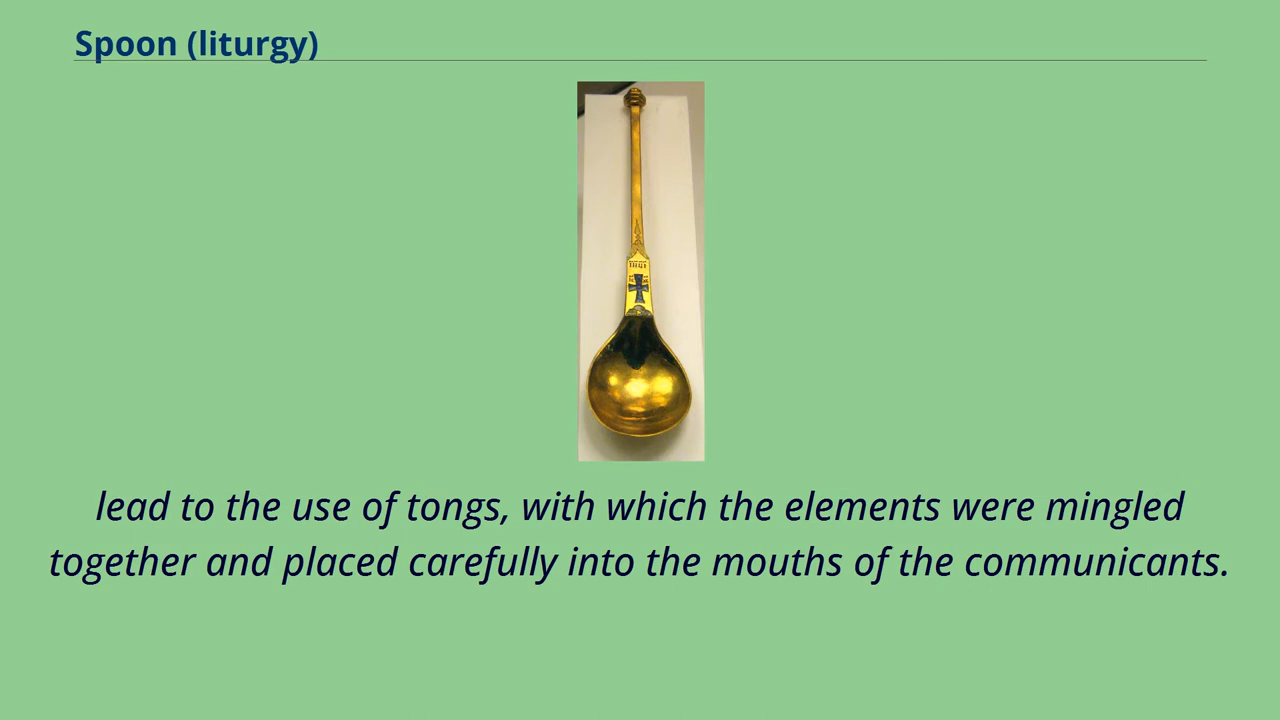 Spoon (liturgy)
lead to the use of tongs, with which the elements were mingled
together and placed carefully into the mouths of the communicants.